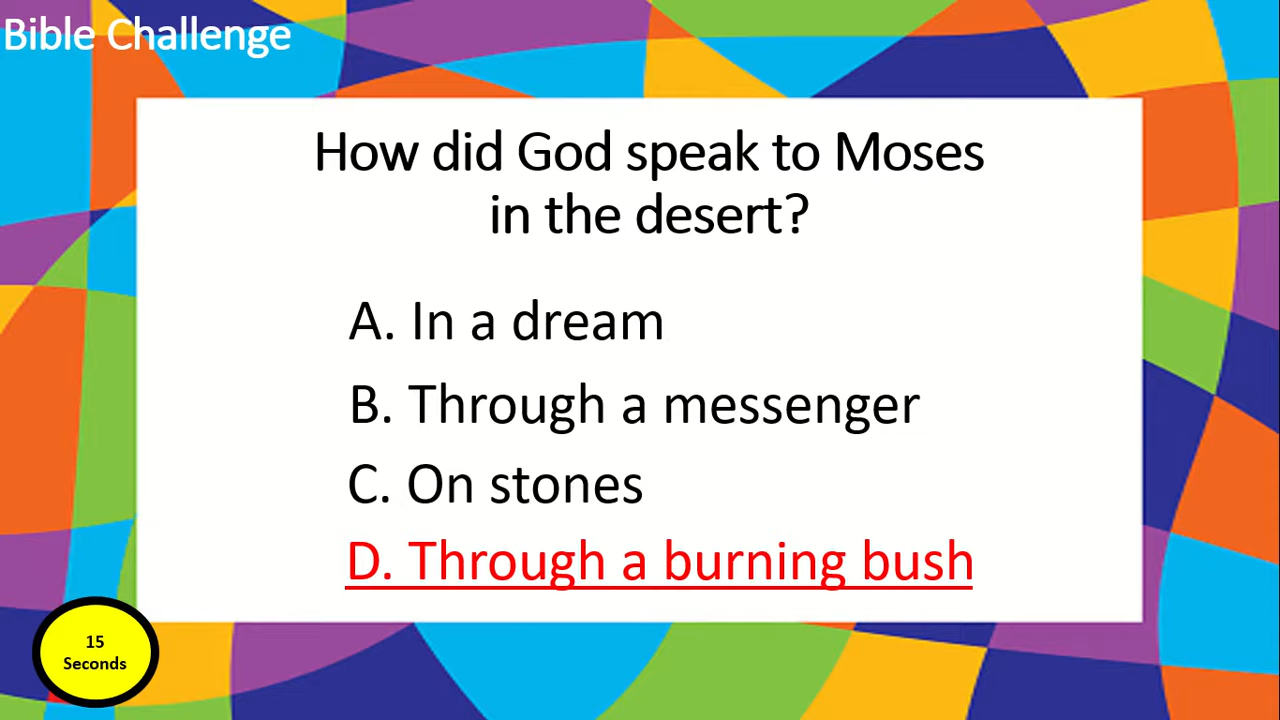 Bible Challenge
How did God speak to Moses
in the desert?
A. In a dream
B. Through a messenger
C. On stones
D. Through a burning bush
15
Seconds